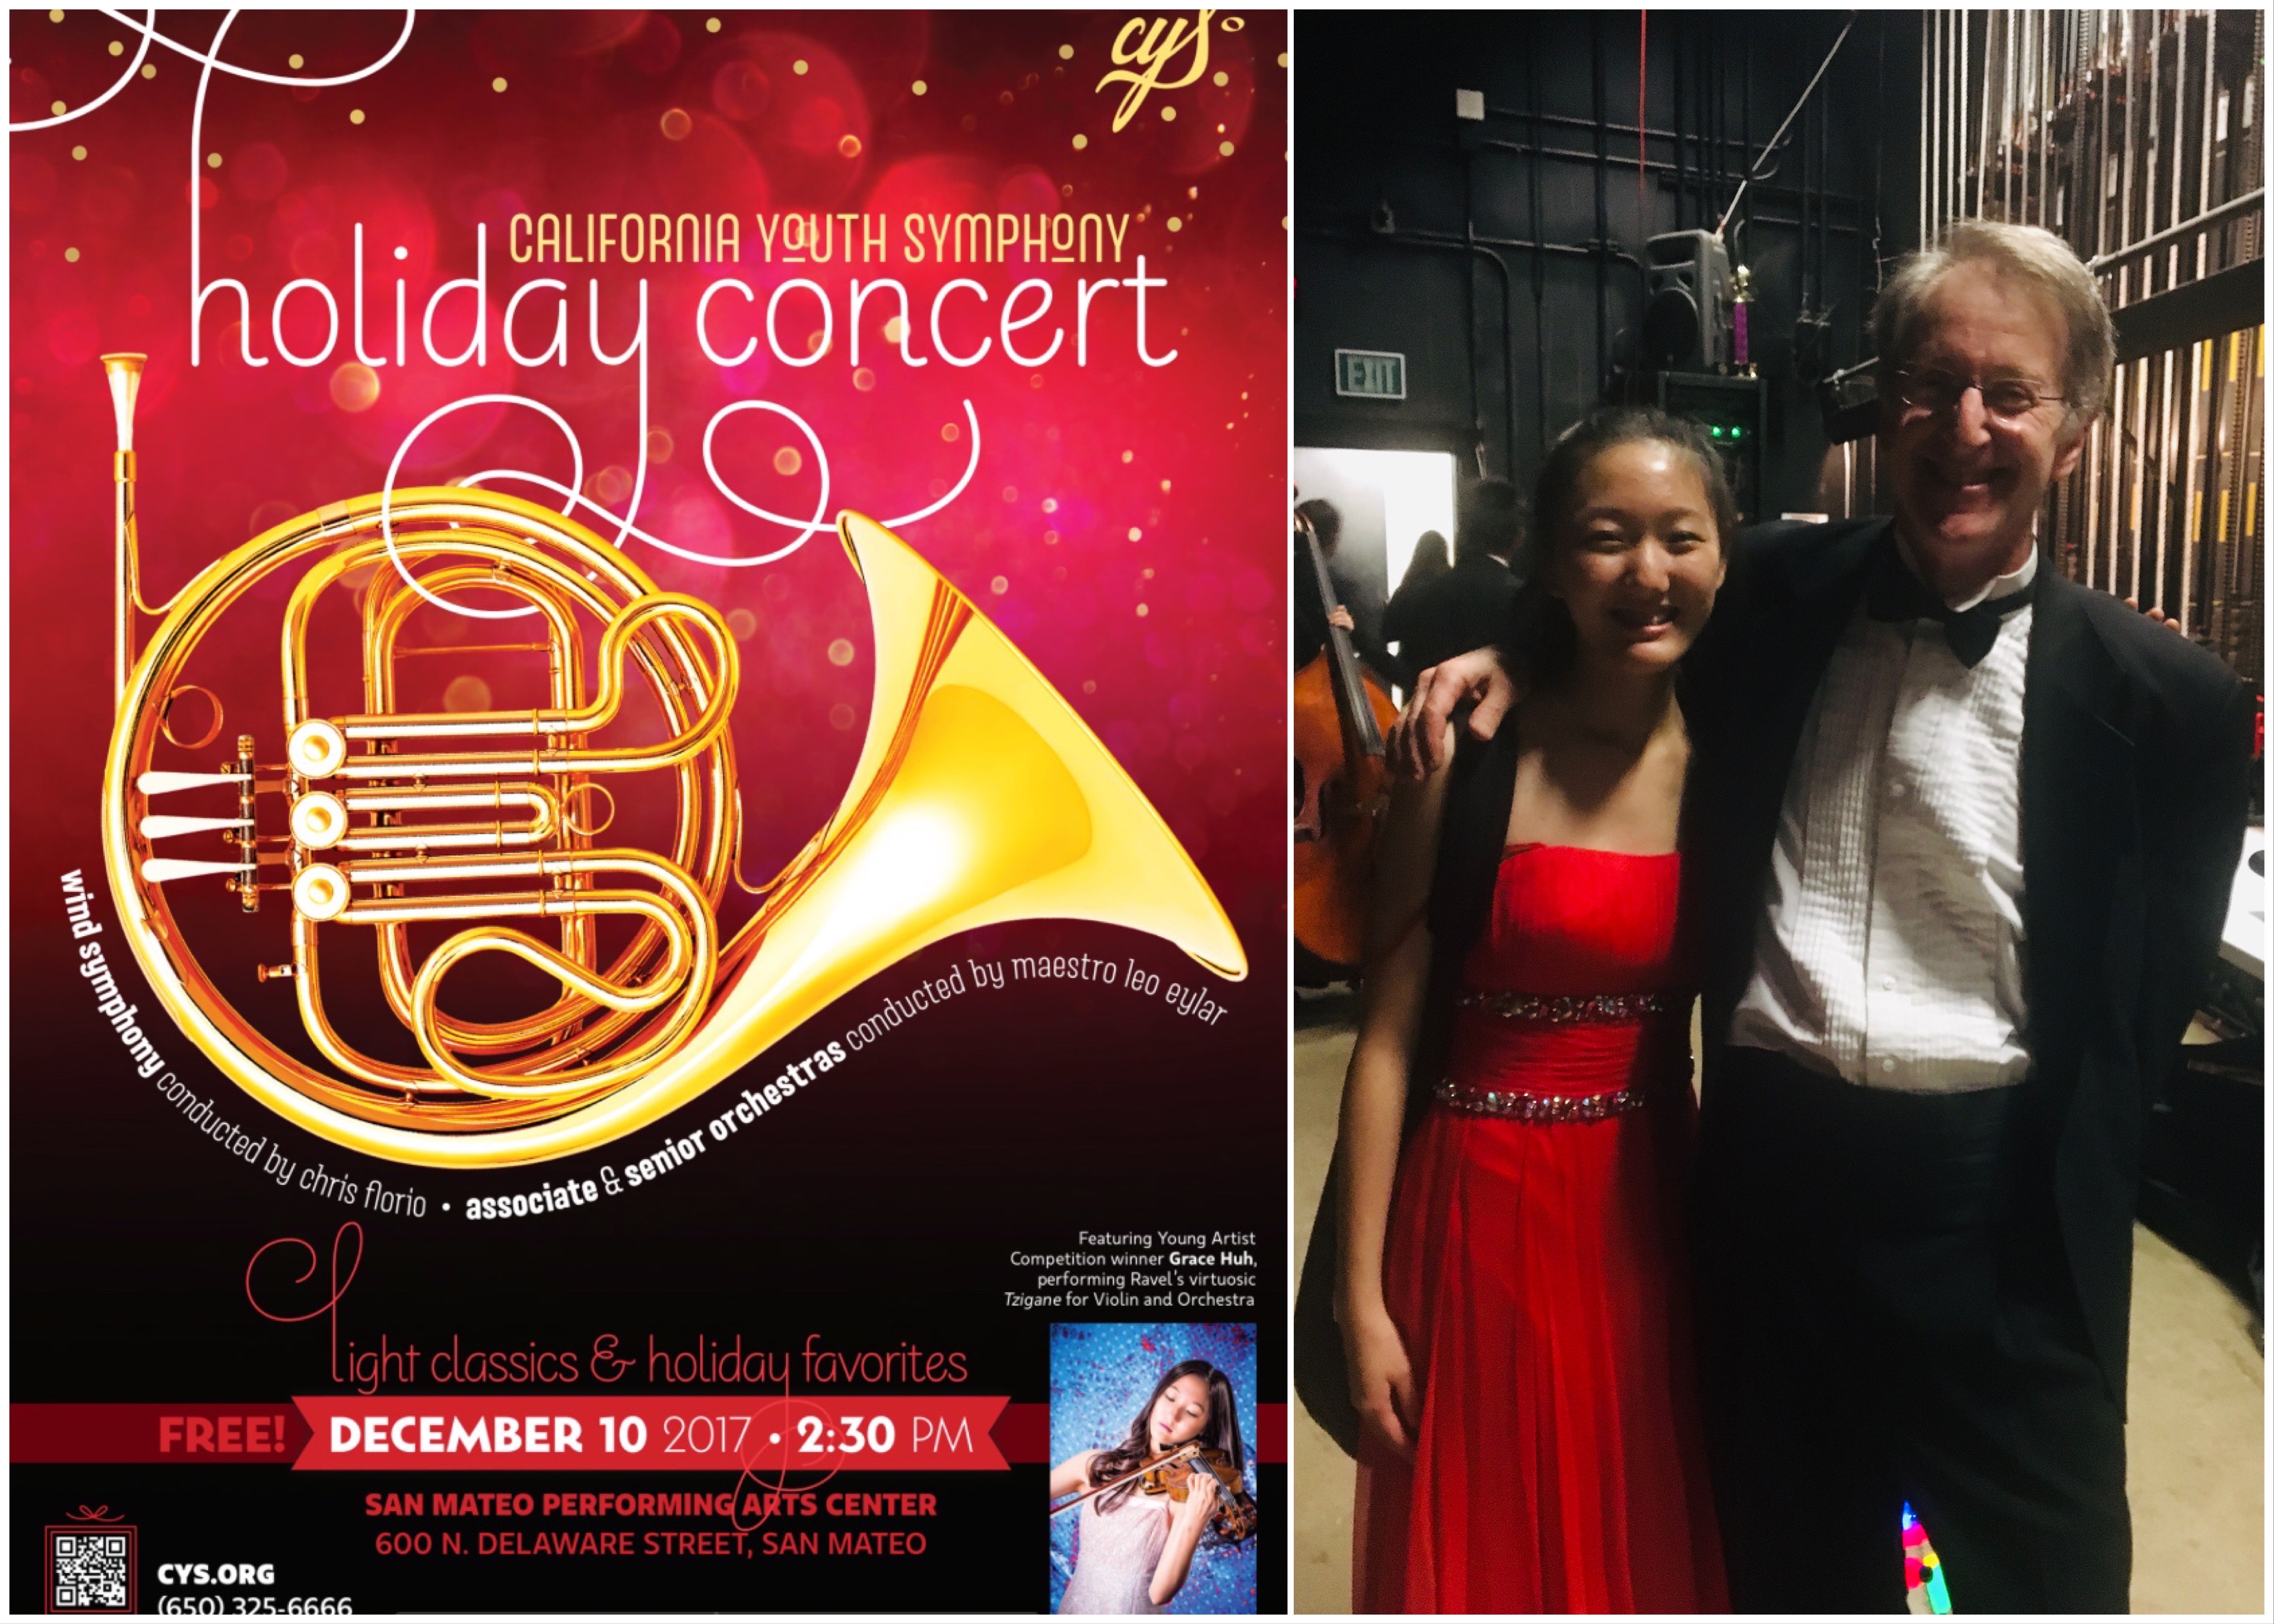 cys
CALIFORNIA YOUTH SYMPHONY
holiday concert
EXIT
wind symphony conducted by chris florio • associate & senior orchestras conducted by maestro leo eylar
Featuring Young Artist
Competition winner Grace Huh,
performing Ravel's virtuosic
Tzigane for Violin and Orchestra
light classics & holiday favorites
FREE! DECEMBER 10 2017 • 2:30 PM
SAN MATEO PERFORMING ARTS CENTER
600 N. DELAWARE STREET, SAN MATEO
CYS.ORG
(650) 325-6666